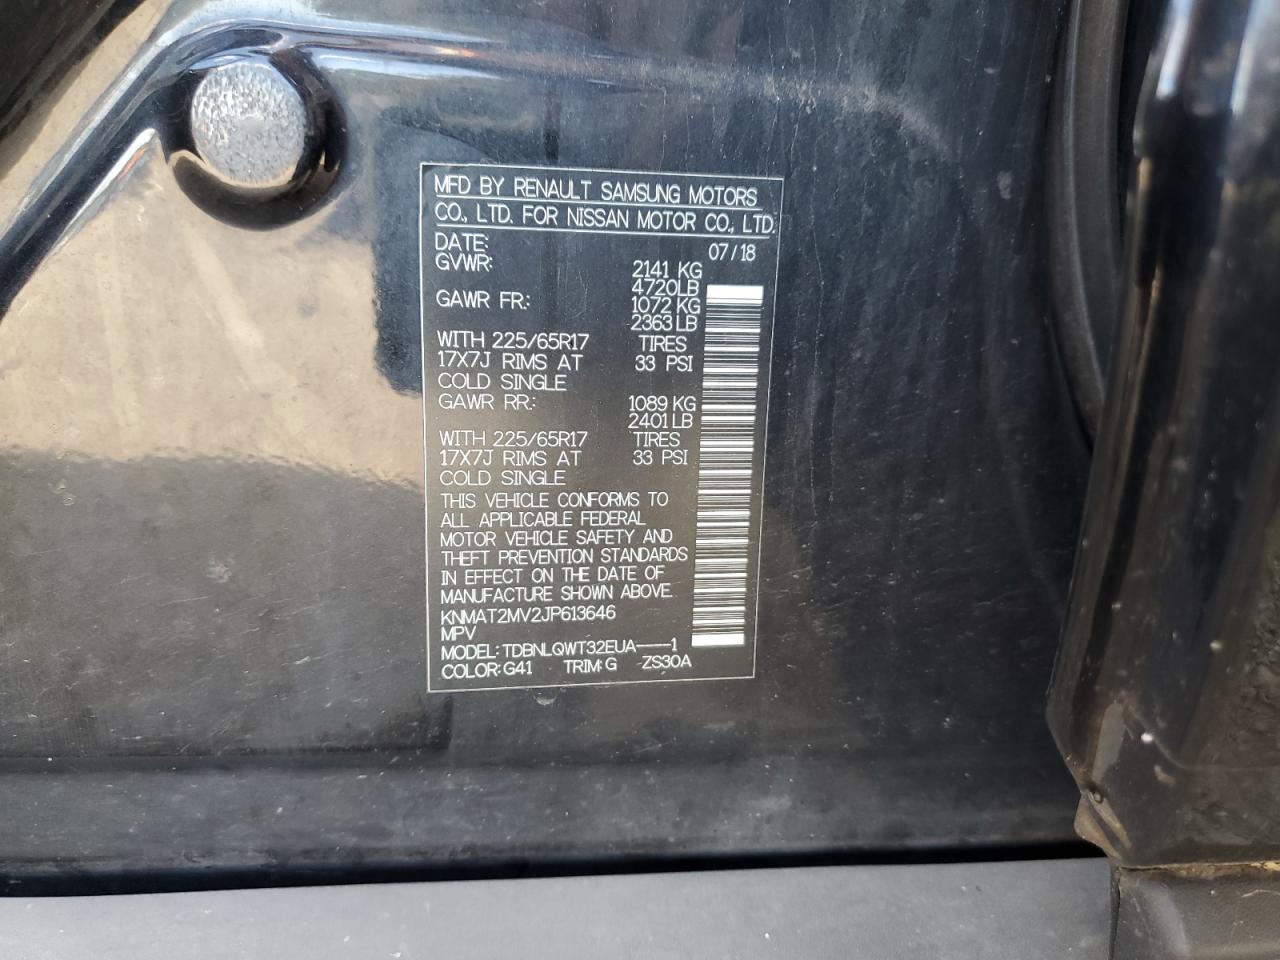 MFD BY RENAULT SAMSUNG MOTORS
CO., LTD. FOR NISSAN MOTOR CO., LTD.
DATE: 07/18
GVWR: 2141 KG
4720LB
GAWR FR.: 1072 KG
2363LB
WITH 225/65R17 TIRES
17X7J RIMS AT 33 PSI
COLD SINGLE
GAWR RR.: 1089 KG
2401LB
WITH 225/65R17 TIRES
17X7J RIMS AT 33 PSI
COLD SINGLE
THIS VEHICLE CONFORMS TO
ALL APPLICABLE FEDERAL
MOTOR VEHICLE SAFETY AND
THEFT PREVENTION STANDARDS
IN EFFECT ON THE DATE OF
MANUFACTURE SHOWN ABOVE.
KNMAT2MV2JP613646
MPV
MODEL: TDBNLQWT32EUA----1
COLOR: G41 TRIM: G ZS30A